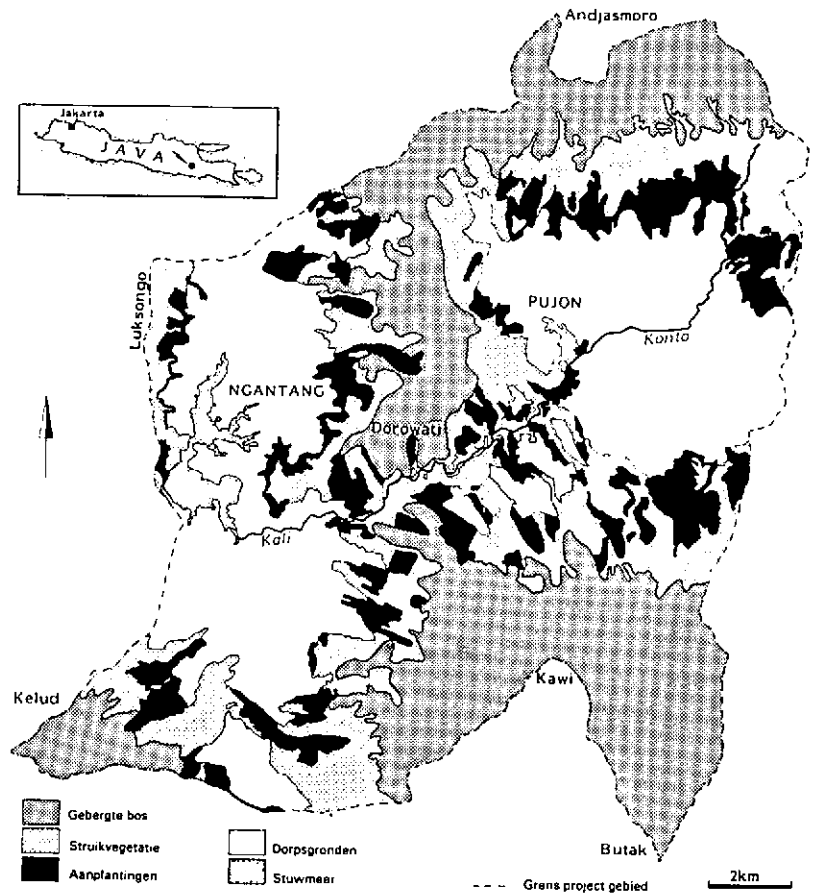 Andjasmoro
Jakarta
JAVA
Luksongo
PUJON
Konto
NGANTANG
Dorowati
Kali
Kelud
Kawi
Gebergte bos
Struikvegetatie
Aanplantingen
Dorpsgronden
Stuwmeer
Butak
Grens project gebied
2km